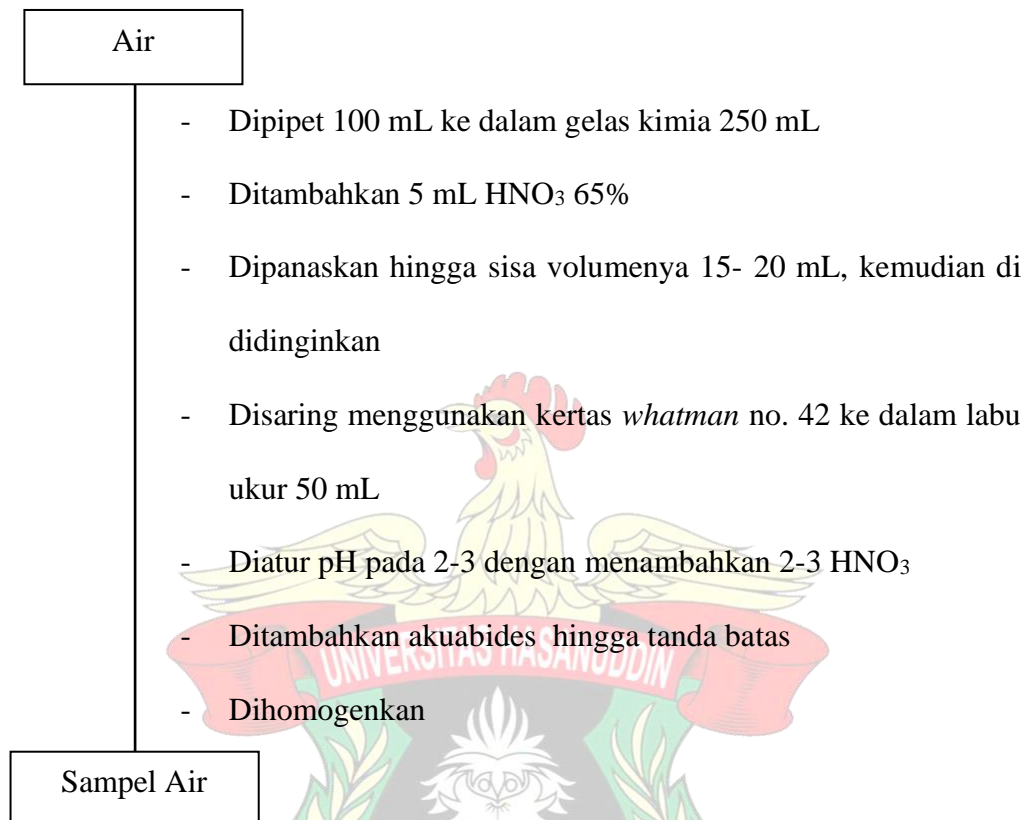 Air
- Dipipet 100 mL ke dalam gelas kimia 250 mL
- Ditambahkan 5 mL HNO₃ 65%
- Dipanaskan hingga sisa volumenya 15- 20 mL, kemudian di
didinginkan
- Disaring menggunakan kertas whatman no. 42 ke dalam labu
ukur 50 mL
- Diatur pH pada 2-3 dengan menambahkan 2-3 HNO₃
- Ditambahkan akuabides hingga tanda batas
UNIVERSITAS HASANUDDIN
- Dihomogenkan
Sampel Air